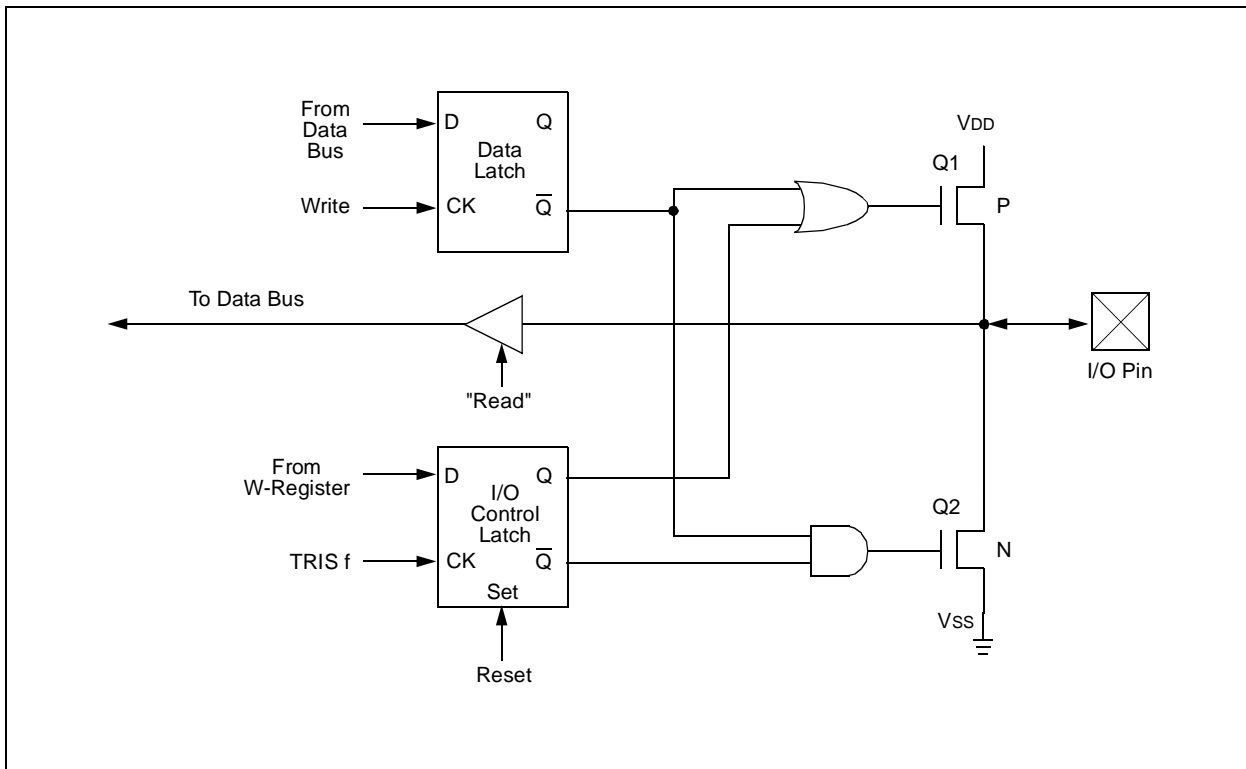 From
Data
Bus
D
Q
Data
Latch
Write
CK
Q
VDD
Q1
P
To Data Bus
"Read"
I/O Pin
From
W-Register
D
Q
I/O
Control
Latch
TRIS f
CK
Q
Set
Reset
Q2
N
VSS